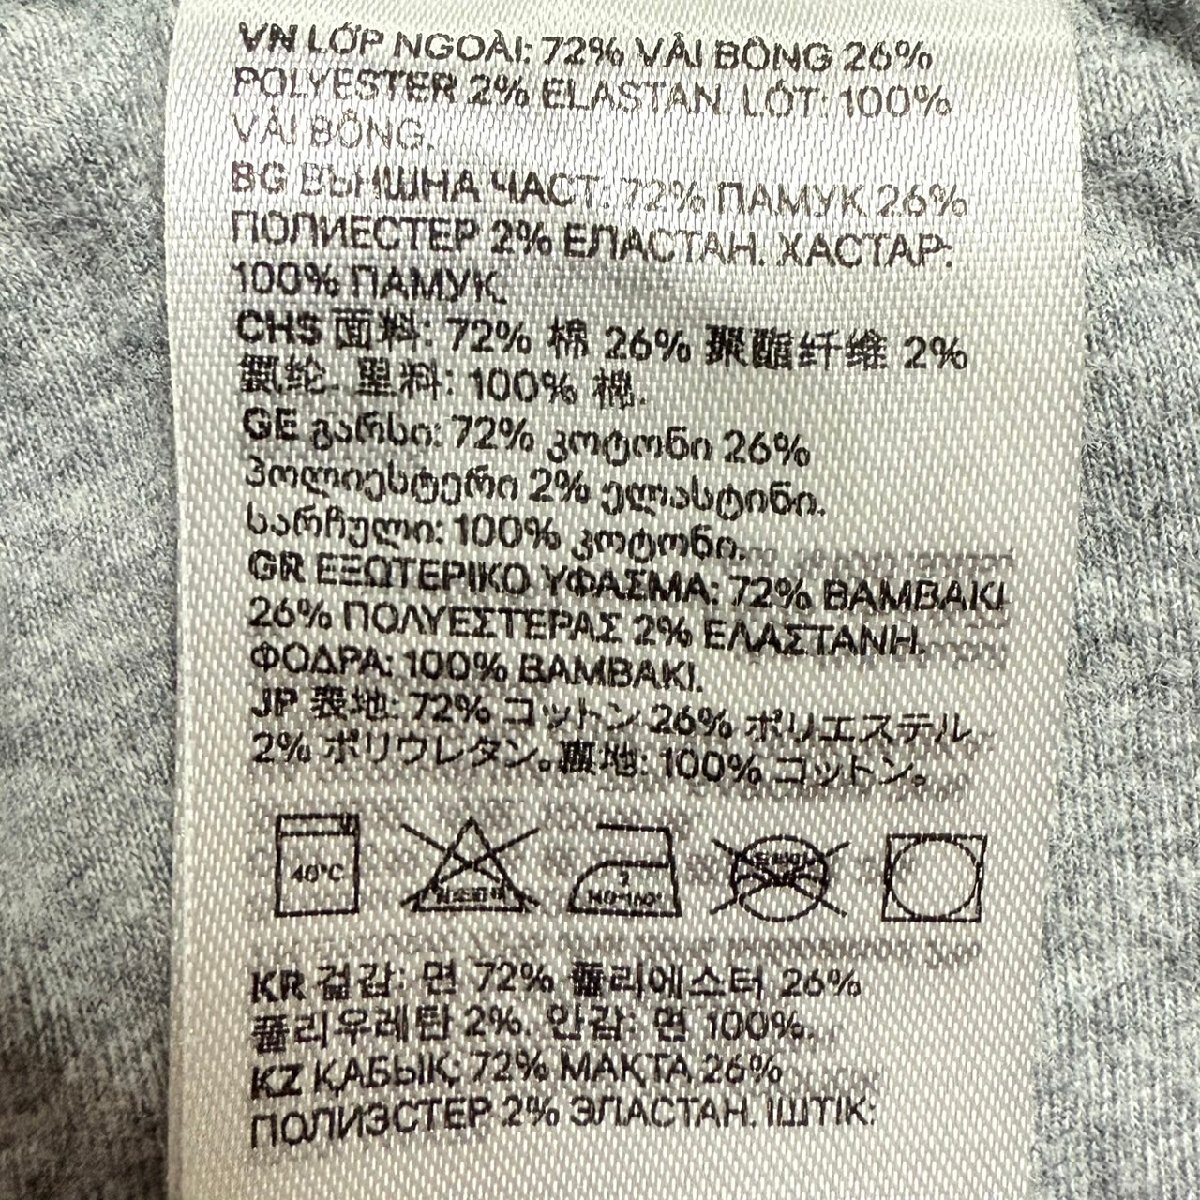 VN LỚP NGOÀI: 72% VẢI BÔNG 26%
POLYESTER 2% ELASTAN. LÓT: 100%
VẢI BÔNG.
BG ВЪНШНА ЧАСТ: 72% ПАМУК 26%
ПОЛИЕСТЕР 2% ЕЛАСТАН. ХАСТАР:
100% ПАМУК.
CHS 面料: 72% 棉 26% 聚酯纤维 2%
氨纶. 里料: 100% 棉.
GE გარსი: 72% კოტონი 26%
პოლიესტერი 2% ელასტინი.
სარჩული: 100% კოტონი.
GR ΕΞΩΤΕΡΙΚΟ ΥΦΑΣΜΑ: 72% ΒΑΜΒΑΚΙ
26% ΠΟΛΥΕΣΤΕΡΑΣ 2% ΕΛΑΣΤΑΝΗ.
ΦΟΔΡΑ: 100% ΒΑΜΒΑΚΙ.
JP 表地: 72% コットン 26% ポリエステル
2% ポリウレタン。裏地: 100% コットン。
40°C
KR 겉감: 면 72% 폴리에스터 26%
폴리우레탄 2%. 안감: 면 100%.
KZ ҚАБЫҚ: 72% МАҚТА 26%
ПОЛИЭСТЕР 2% ЭЛАСТАН. ІШТІК: